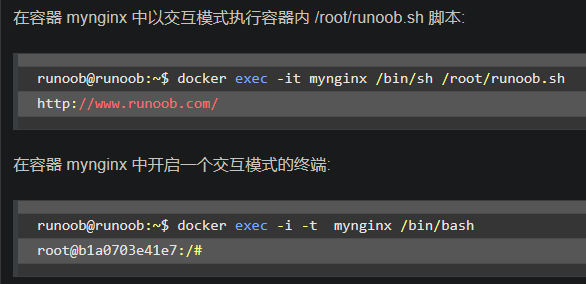 在容器 mynginx 中以交互模式执行容器内 /root/runoob.sh 脚本:
runoob@runoob:~$ docker exec -it mynginx /bin/sh /root/runoob.sh
http://www.runoob.com/
在容器 mynginx 中开启一个交互模式的终端:
runoob@runoob:~$ docker exec -i -t  mynginx /bin/bash
root@b1a0703e41e7:/#